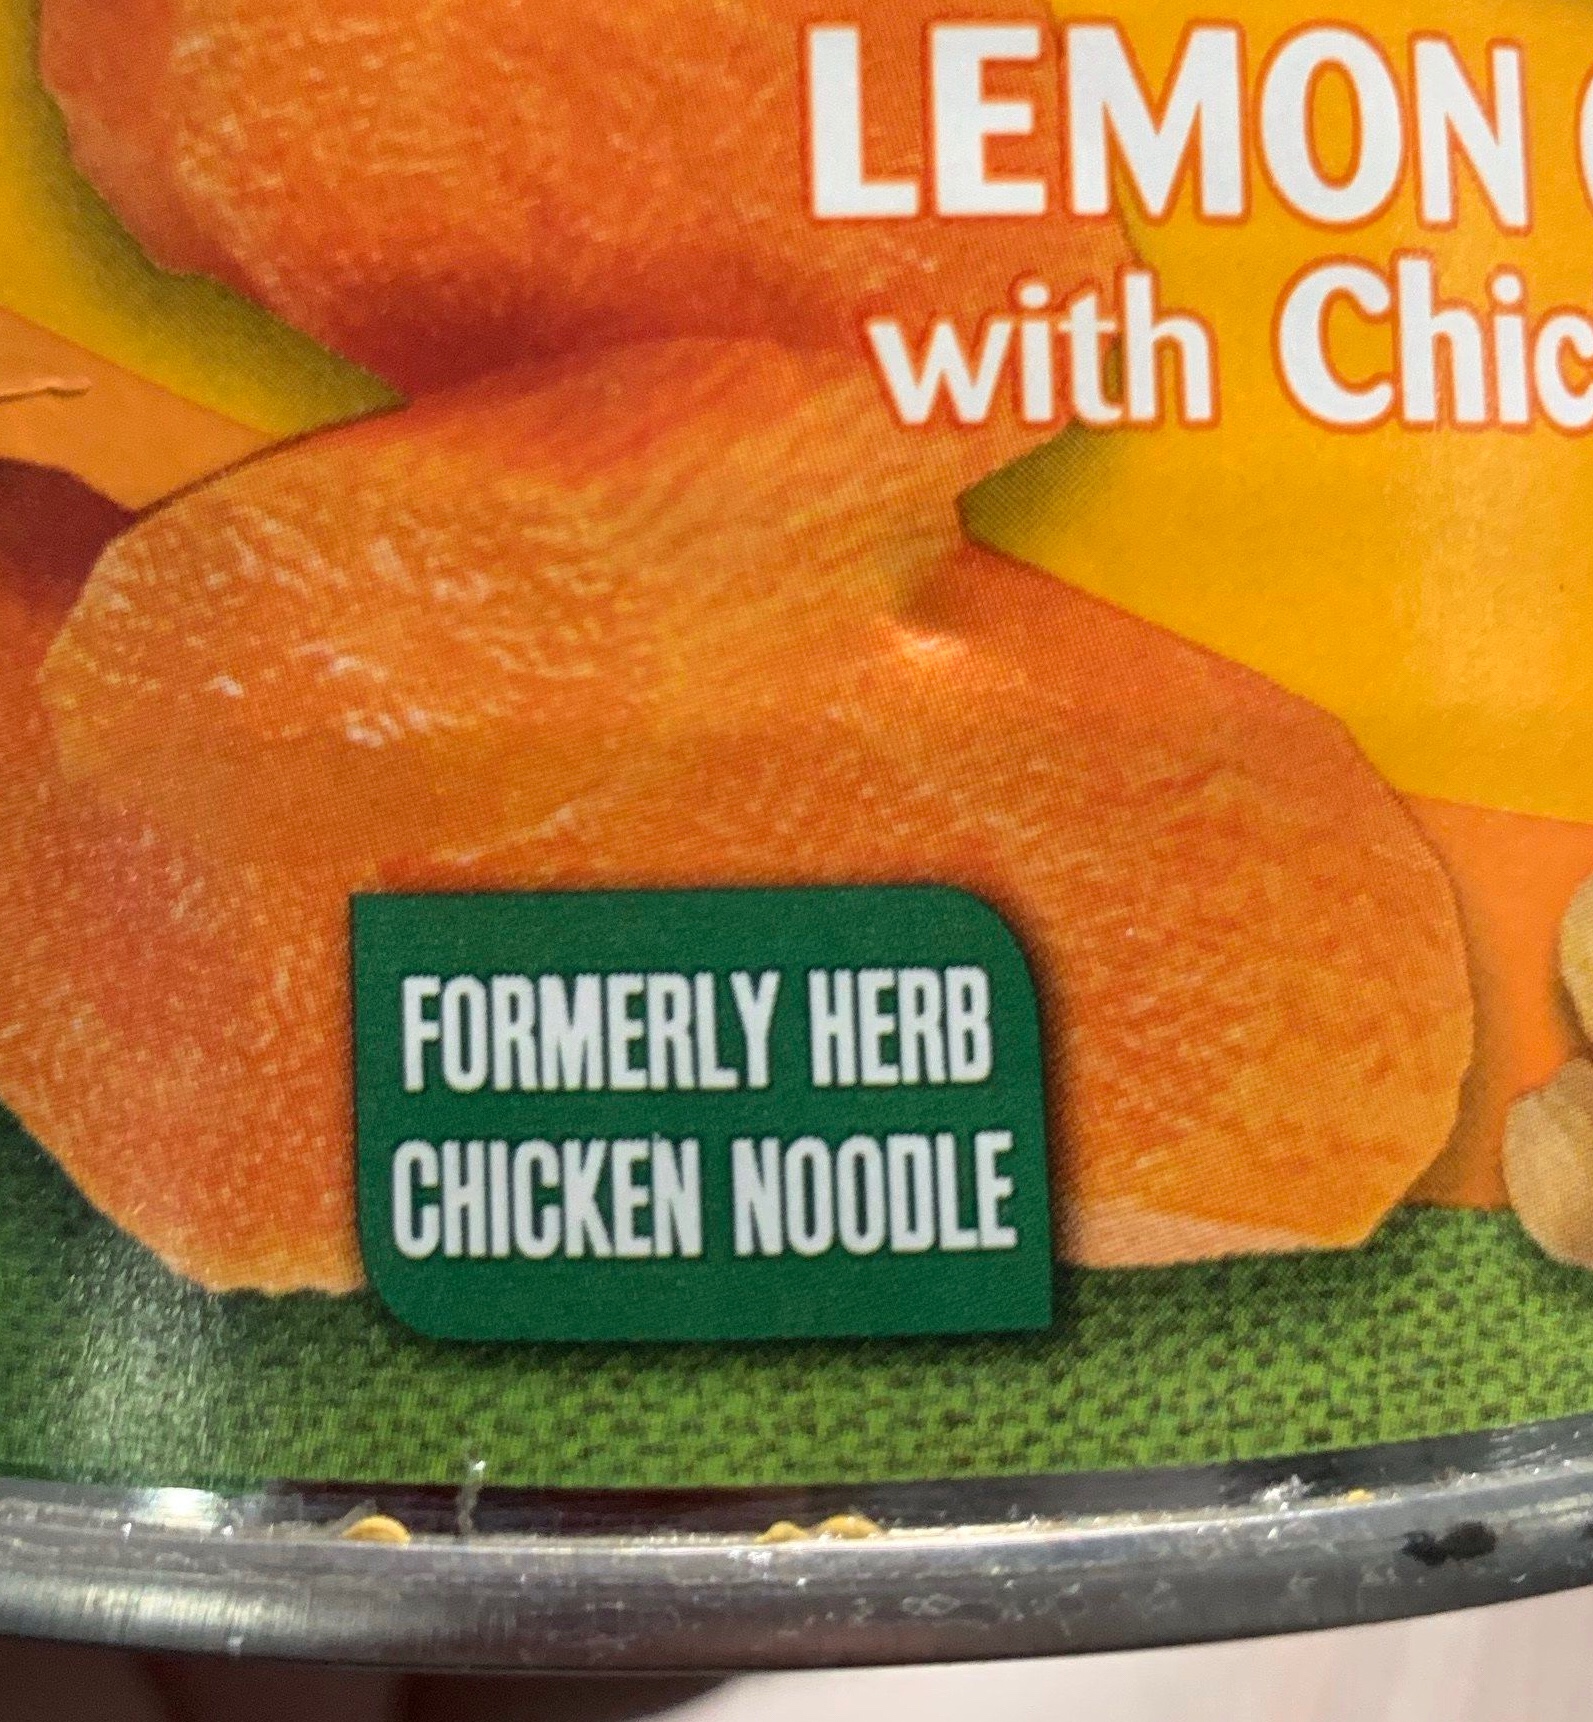 LEMON
with Chic
FORMERLY HERB
CHICKEN NOODLE